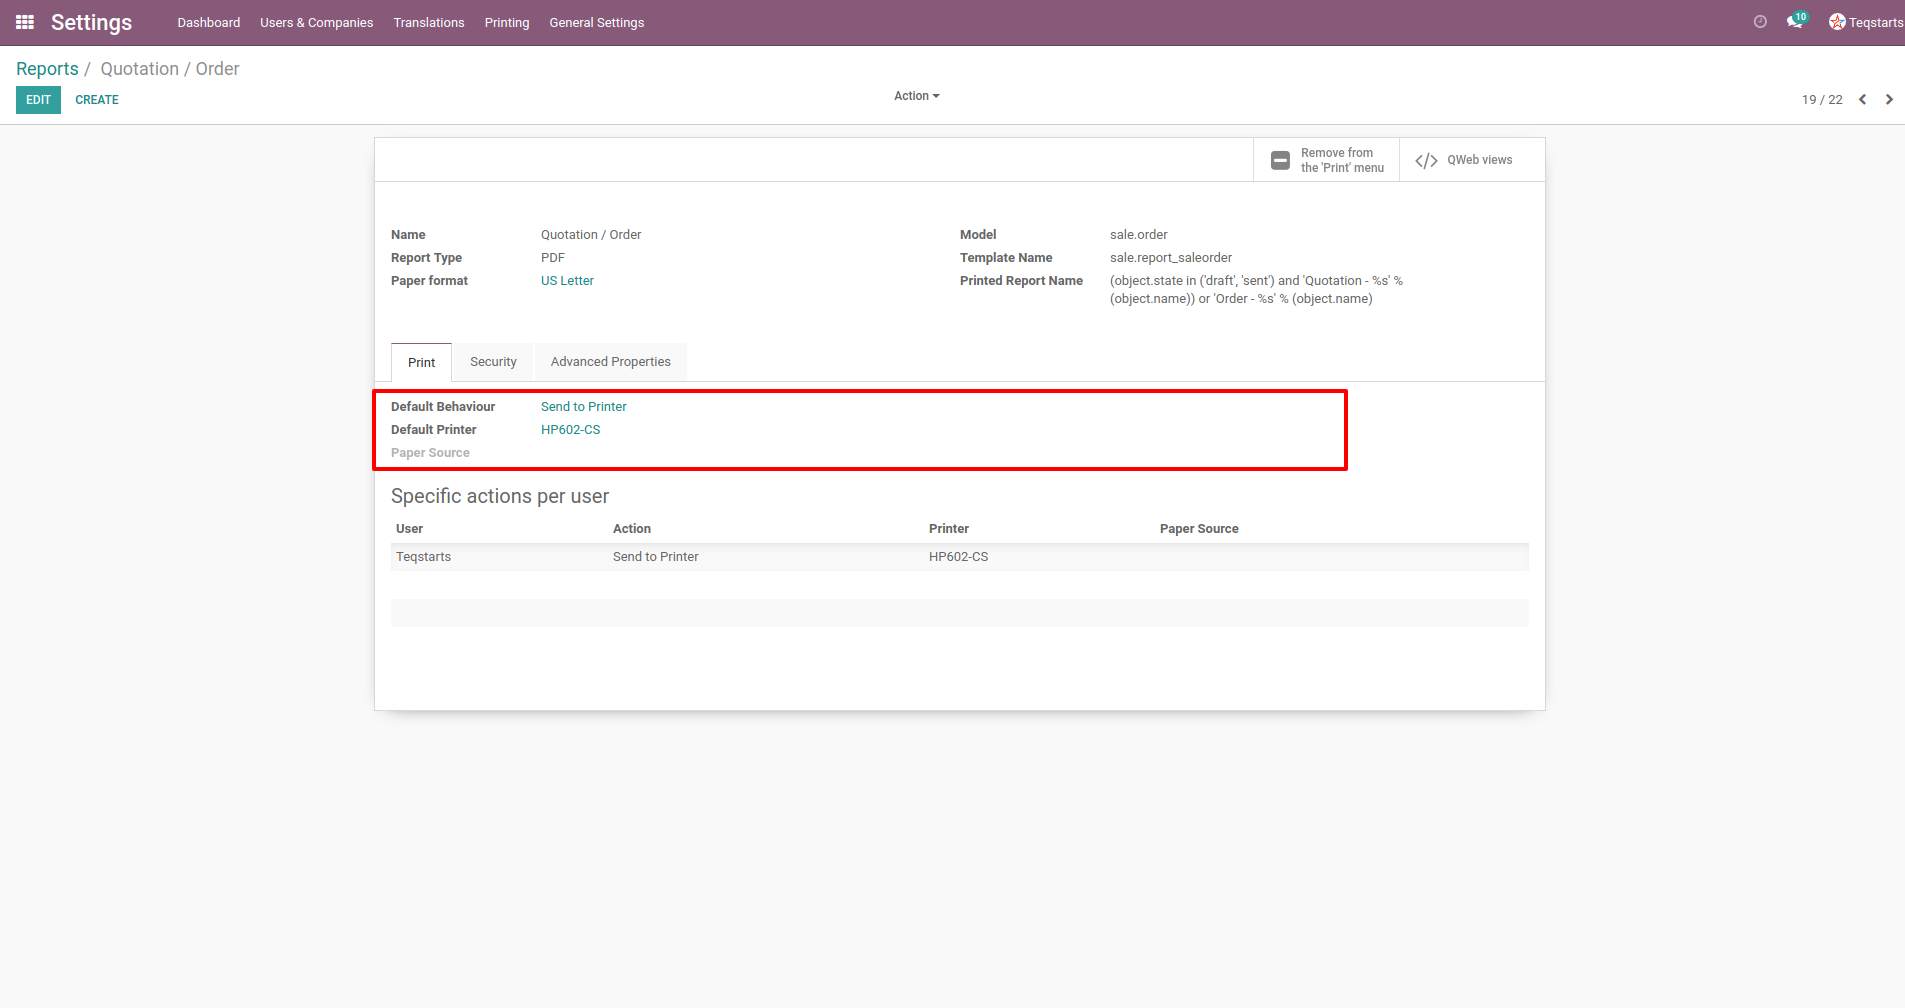 Settings Dashboard Users & Companies Translations Printing General Settings 10 Teqstarts
Reports / Quotation / Order
EDIT CREATE Action 19 / 22
Remove from
the 'Print' menu
QWeb views
Name Quotation / Order Model sale.order
Report Type PDF Template Name sale.report_saleorder
Paper format US Letter Printed Report Name (object.state in ('draft', 'sent') and 'Quotation - %s' %
(object.name)) or 'Order - %s' % (object.name)
Print Security Advanced Properties
Default Behaviour Send to Printer
Default Printer HP602-CS
Paper Source
Specific actions per user
User Action Printer Paper Source
Teqstarts Send to Printer HP602-CS